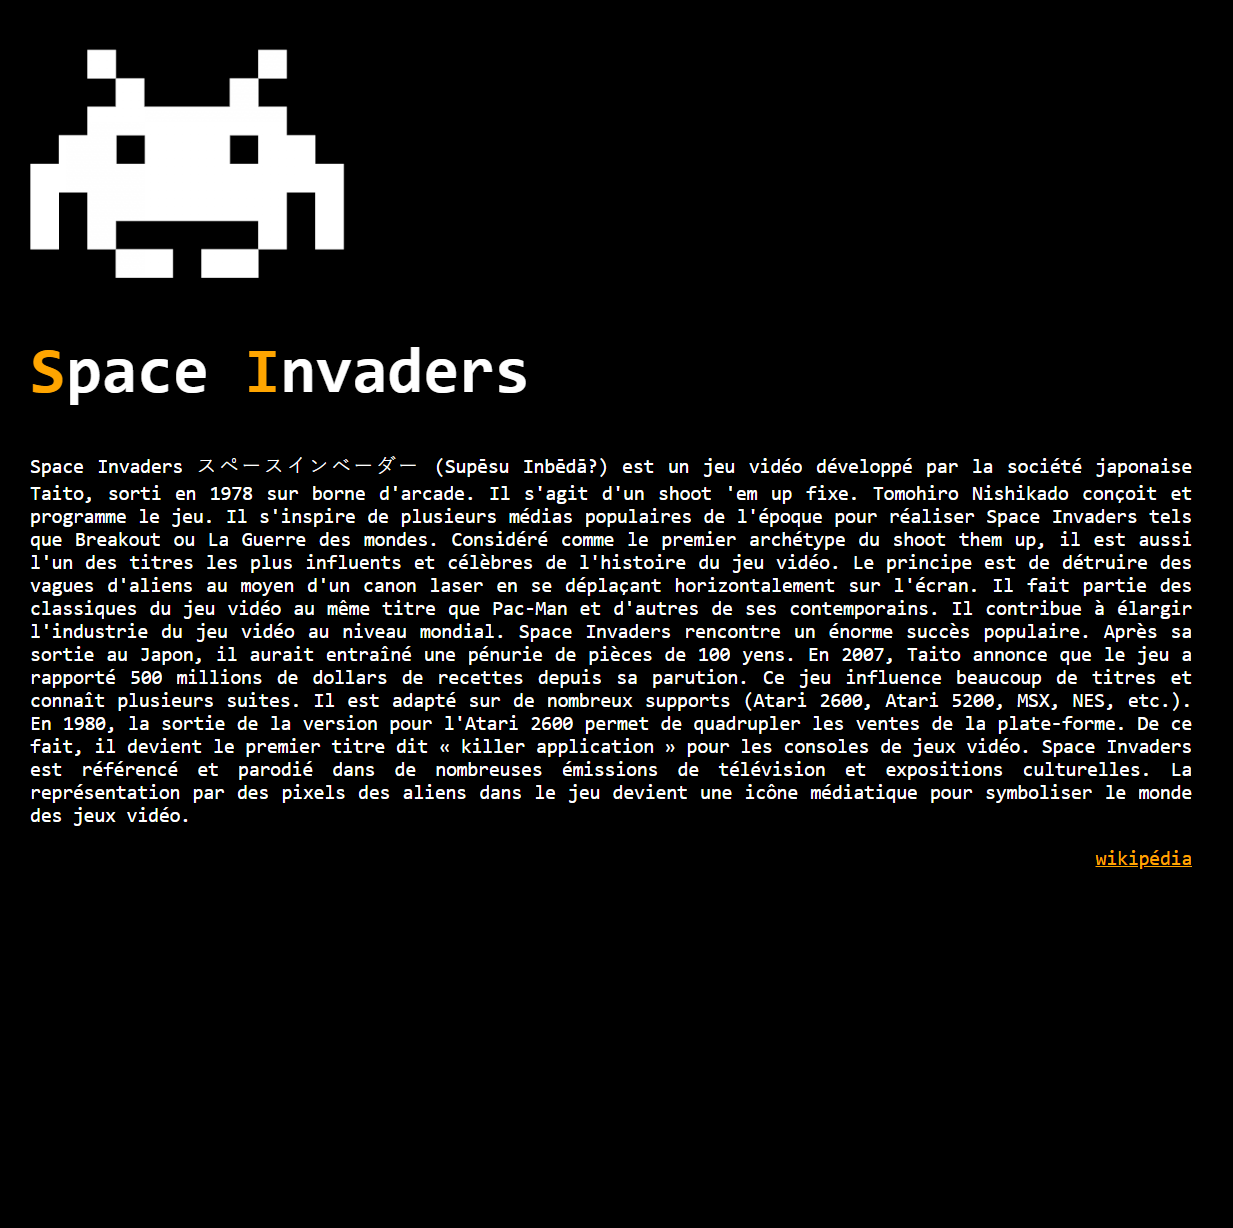 Space Invaders
Space Invaders スペースインベーダー (Supēsu Inbēdā?) est un jeu vidéo développé par la société japonaise
Taito, sorti en 1978 sur borne d'arcade. Il s'agit d'un shoot 'em up fixe. Tomohiro Nishikado conçoit et
programme le jeu. Il s'inspire de plusieurs médias populaires de l'époque pour réaliser Space Invaders tels
que Breakout ou La Guerre des mondes. Considéré comme le premier archétype du shoot them up, il est aussi
l'un des titres les plus influents et célèbres de l'histoire du jeu vidéo. Le principe est de détruire des
vagues d'aliens au moyen d'un canon laser en se déplaçant horizontalement sur l'écran. Il fait partie des
classiques du jeu vidéo au même titre que Pac-Man et d'autres de ses contemporains. Il contribue à élargir
l'industrie du jeu vidéo au niveau mondial. Space Invaders rencontre un énorme succès populaire. Après sa
sortie au Japon, il aurait entraîné une pénurie de pièces de 100 yens. En 2007, Taito annonce que le jeu a
rapporté 500 millions de dollars de recettes depuis sa parution. Ce jeu influence beaucoup de titres et
connaît plusieurs suites. Il est adapté sur de nombreux supports (Atari 2600, Atari 5200, MSX, NES, etc.).
En 1980, la sortie de la version pour l'Atari 2600 permet de quadrupler les ventes de la plate-forme. De ce
fait, il devient le premier titre dit « killer application » pour les consoles de jeux vidéo. Space Invaders
est référencé et parodié dans de nombreuses émissions de télévision et expositions culturelles. La
représentation par des pixels des aliens dans le jeu devient une icône médiatique pour symboliser le monde
des jeux vidéo.
wikipédia